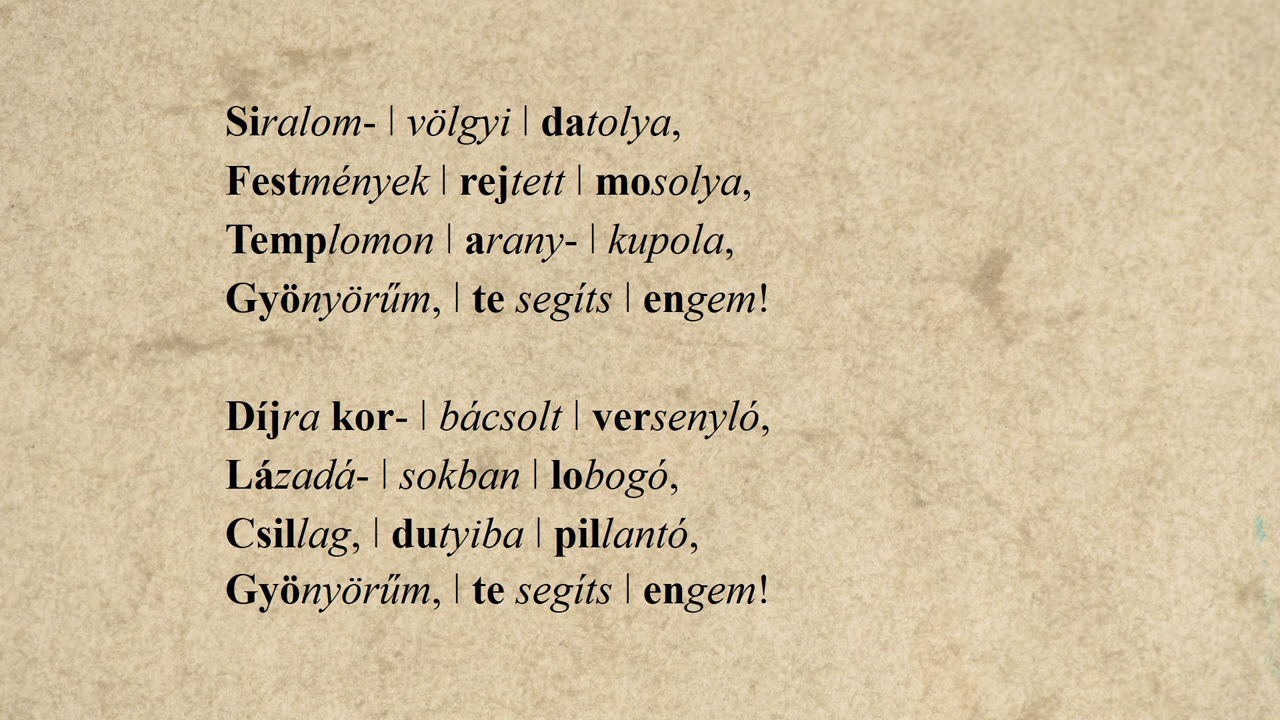 Siralom- | völgyi | datolya,
Festmények | rejtett | mosolya,
Templomon | arany- | kupola,
Gyönyörűm, | te segíts | engem!
Díjra kor- | bácsolt | versenyló,
Lázadá- | sokban | lobogó,
Csillag, | dutyiba | pillantó,
Gyönyörűm, | te segíts | engem!